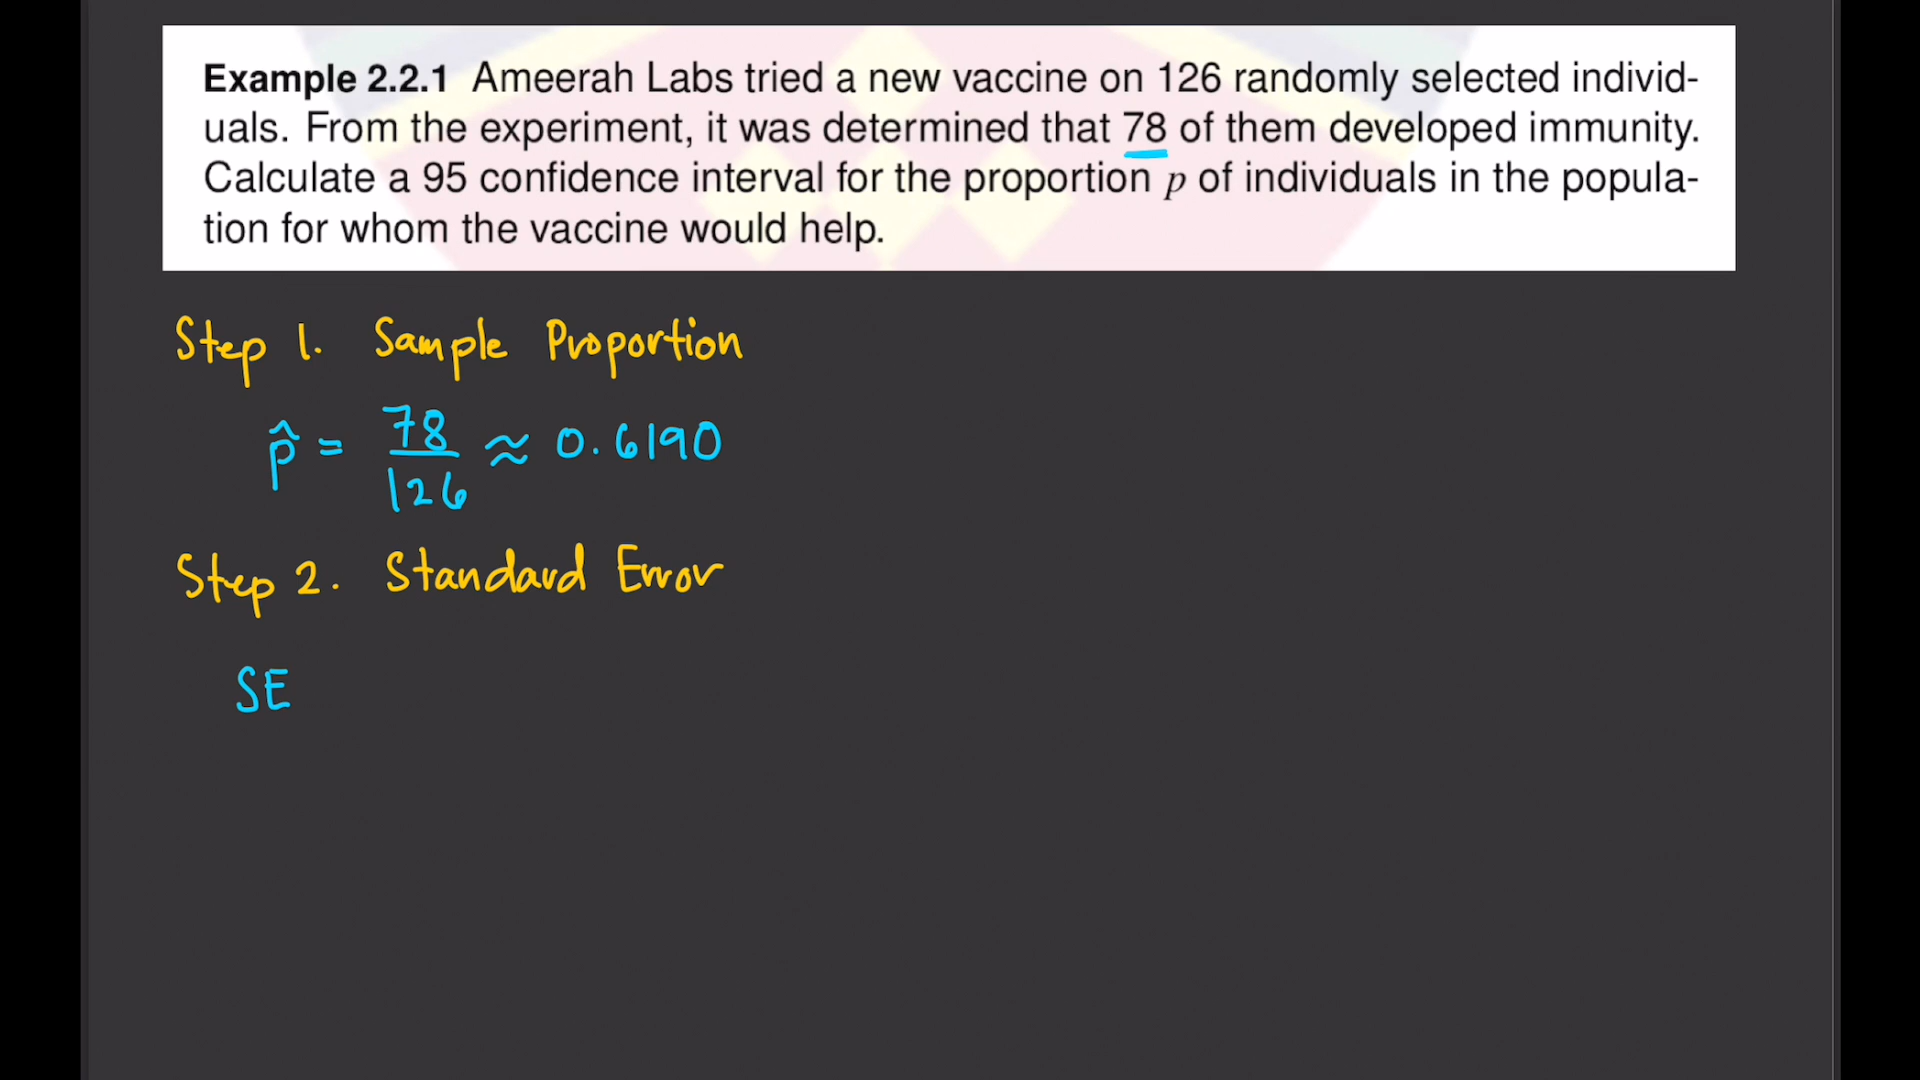 Example 2.2.1 Ameerah Labs tried a new vaccine on 126 randomly selected individ-
uals. From the experiment, it was determined that 78 of them developed immunity.
Calculate a 95 confidence interval for the proportion p of individuals in the popula-
tion for whom the vaccine would help.
Step 1. Sample Proportion
p̂ = 78/126 ≈ 0.6190
Step 2. Standard Error
SE